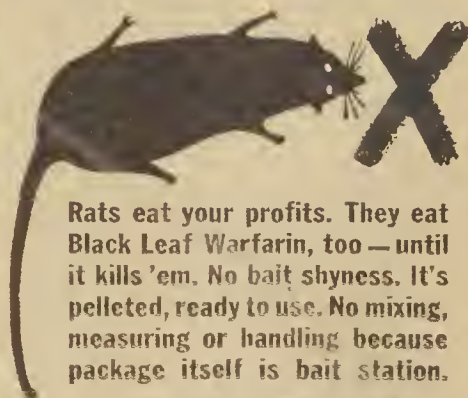 X
Rats eat your profits. They eat
Black Leaf Warfarin, too — until
it kills 'em. No bait shyness. It's
pelleted, ready to use. No mixing,
measuring or handling because
package itself is bait station.